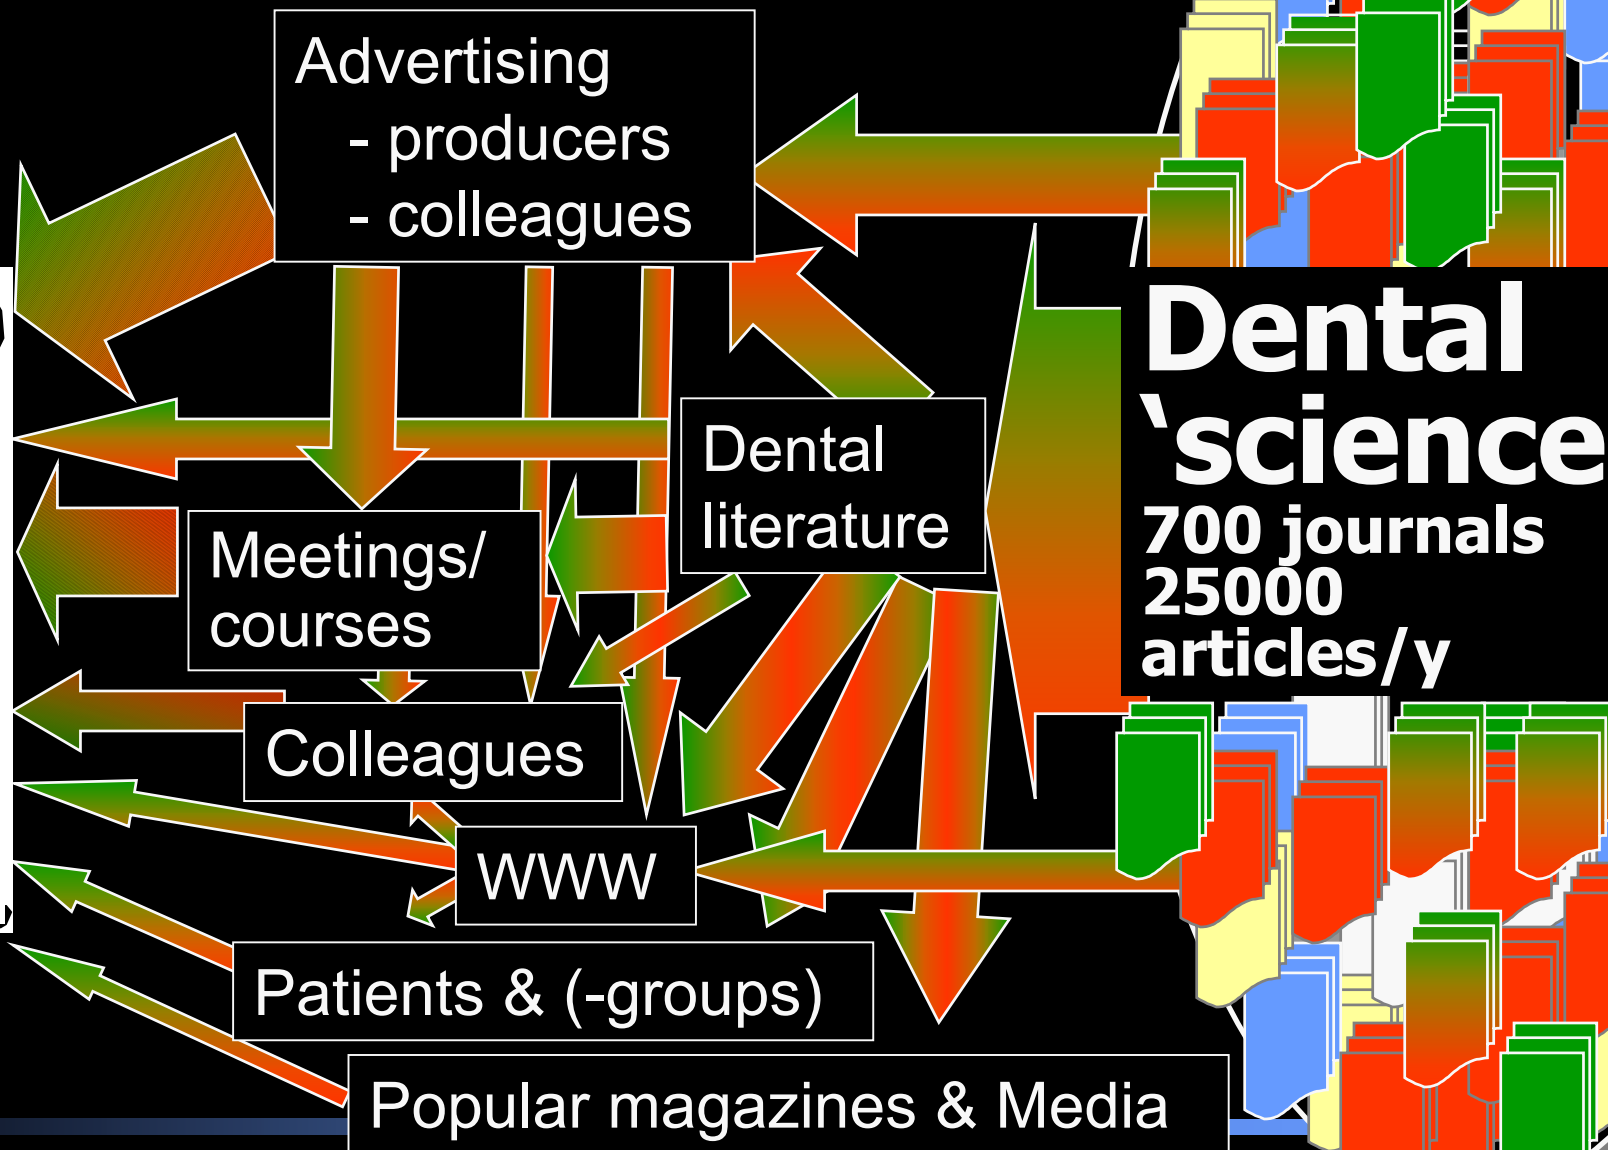 Advertising
- producers
- colleagues
Dental
literature
Meetings/
courses
Colleagues
WWW
Patients & (-groups)
Popular magazines & Media
Dental
‘science
700 journals
25000
articles/y